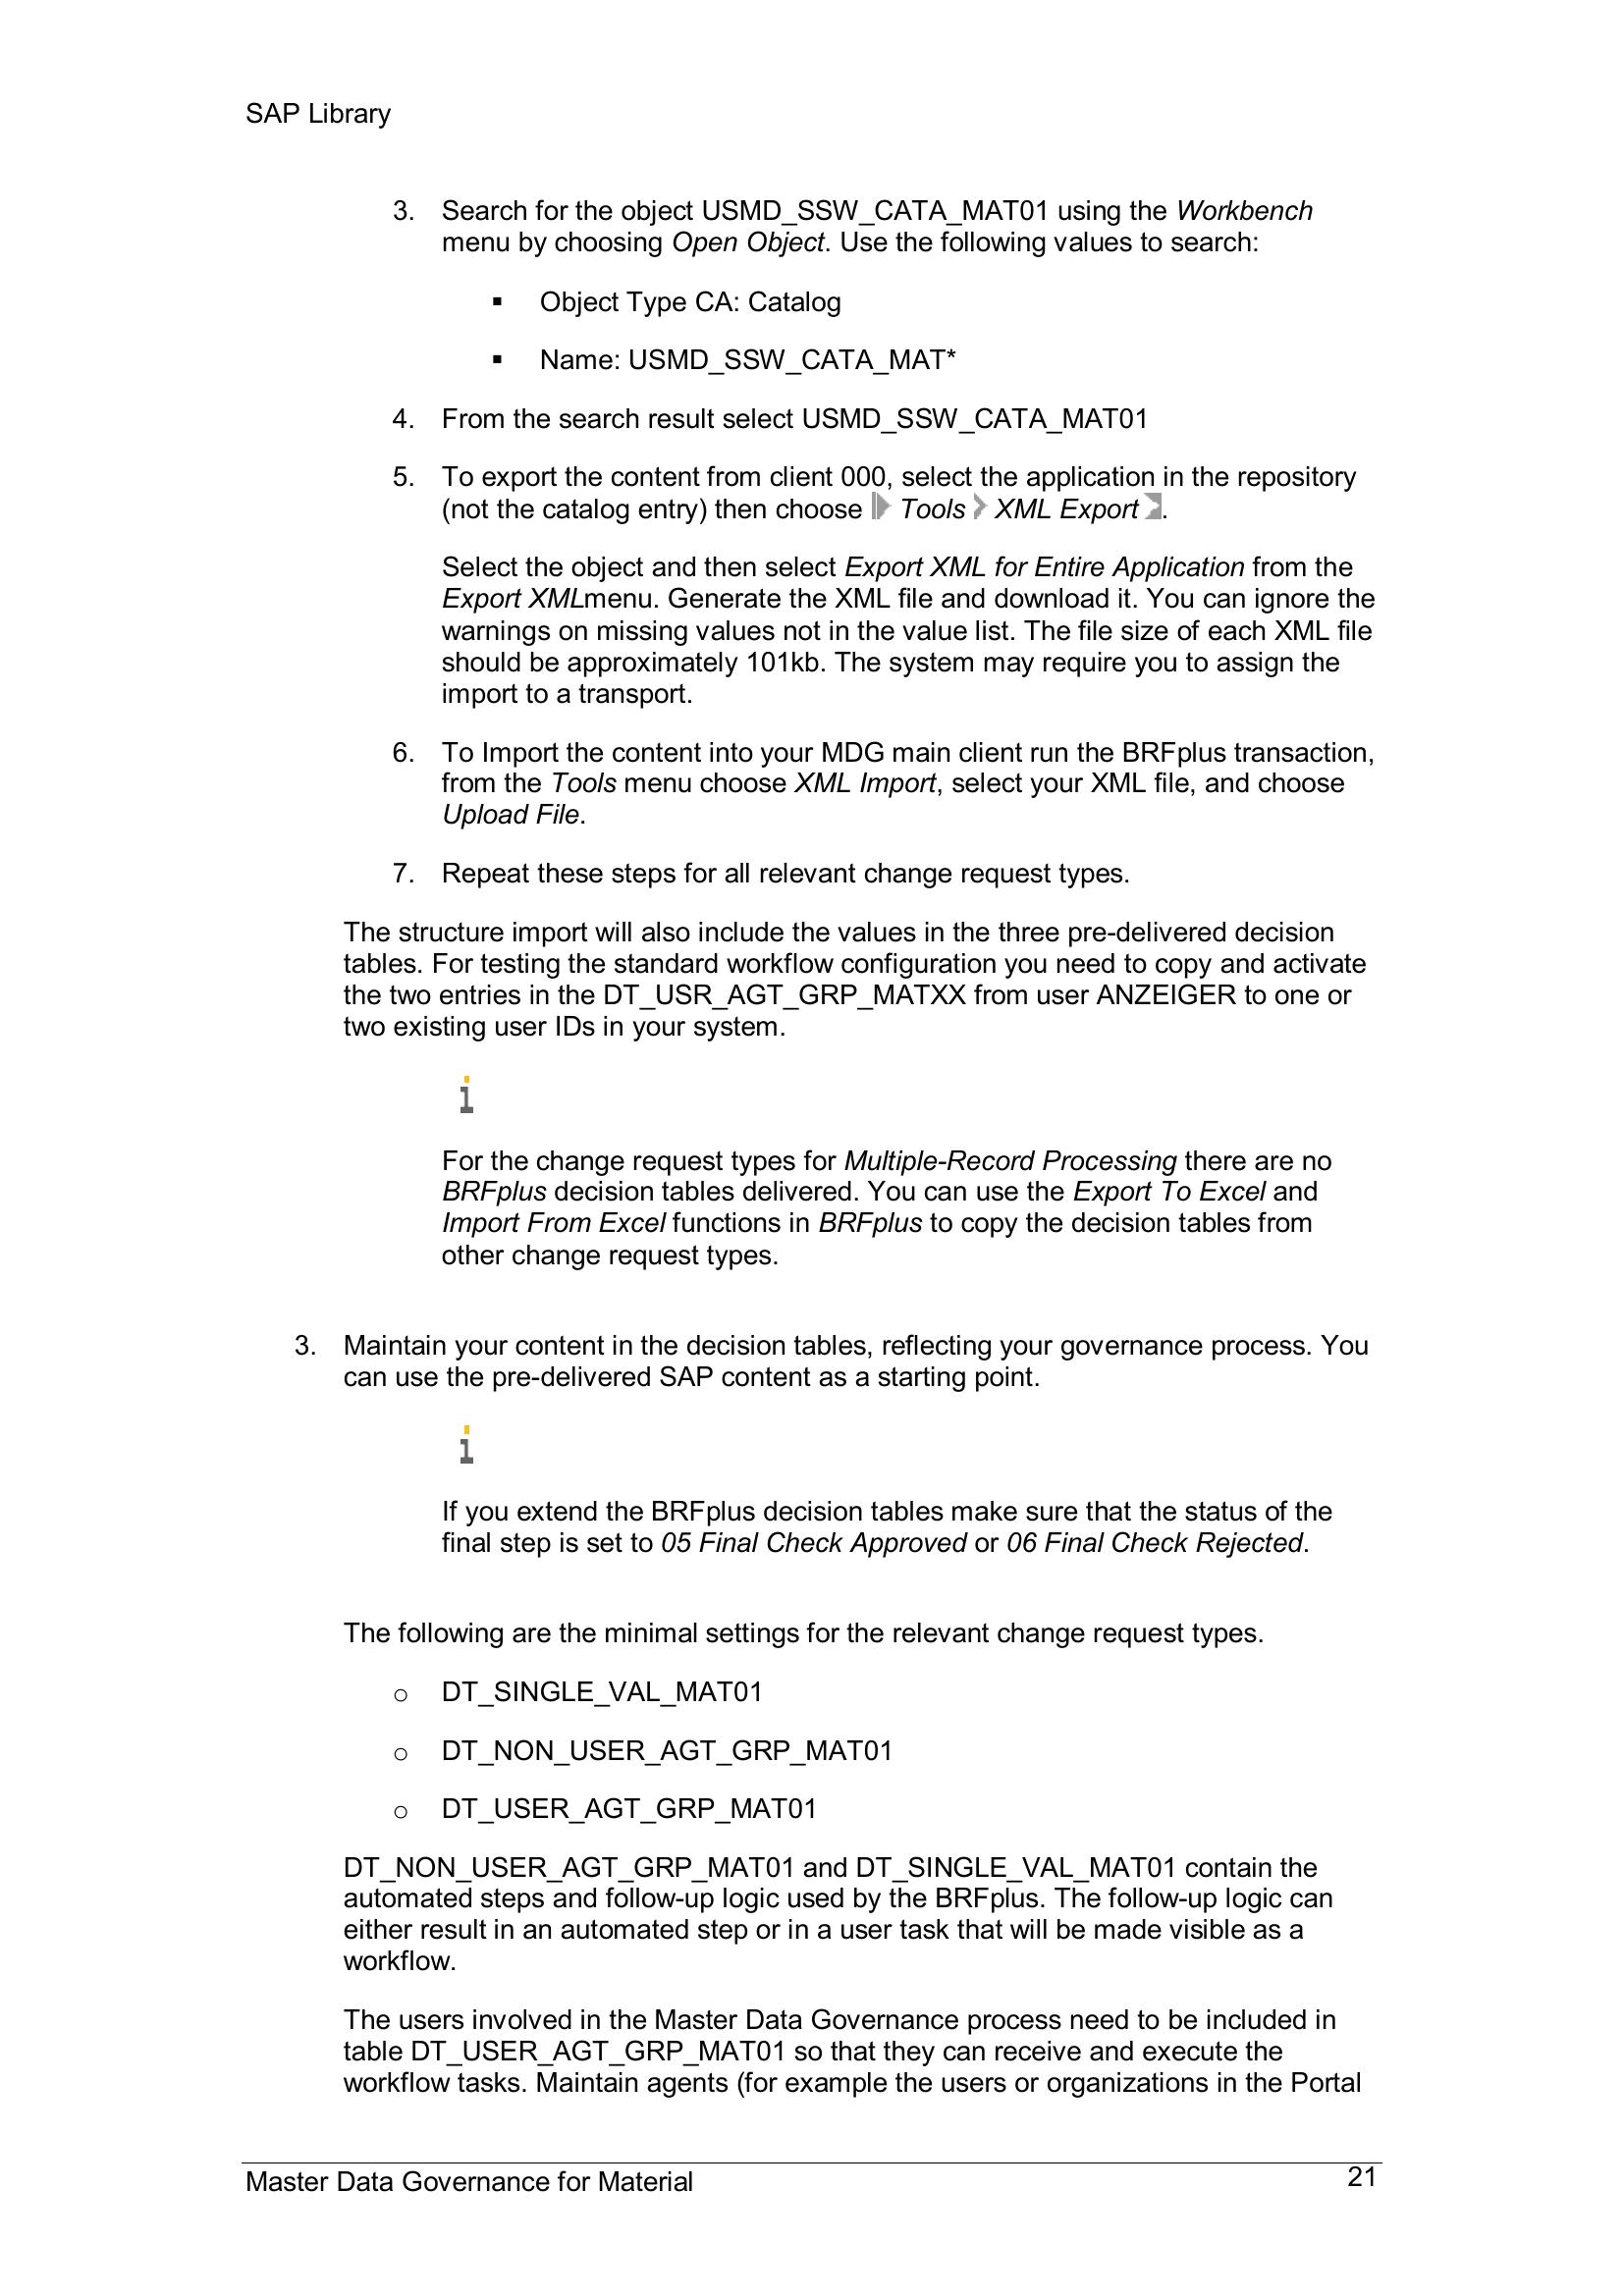 SAP Library
3. Search for the object USMD_SSW_CATA_MAT01 using the Workbench
menu by choosing Open Object. Use the following values to search:
▪ Object Type CA: Catalog
▪ Name: USMD_SSW_CATA_MAT*
4. From the search result select USMD_SSW_CATA_MAT01
5. To export the content from client 000, select the application in the repository
(not the catalog entry) then choose Tools XML Export .
Select the object and then select Export XML for Entire Application from the
Export XMLmenu. Generate the XML file and download it. You can ignore the
warnings on missing values not in the value list. The file size of each XML file
should be approximately 101kb. The system may require you to assign the
import to a transport.
6. To Import the content into your MDG main client run the BRFplus transaction,
from the Tools menu choose XML Import, select your XML file, and choose
Upload File.
7. Repeat these steps for all relevant change request types.
The structure import will also include the values in the three pre-delivered decision
tables. For testing the standard workflow configuration you need to copy and activate
the two entries in the DT_USR_AGT_GRP_MATXX from user ANZEIGER to one or
two existing user IDs in your system.
For the change request types for Multiple-Record Processing there are no
BRFplus decision tables delivered. You can use the Export To Excel and
Import From Excel functions in BRFplus to copy the decision tables from
other change request types.
3. Maintain your content in the decision tables, reflecting your governance process. You
can use the pre-delivered SAP content as a starting point.
If you extend the BRFplus decision tables make sure that the status of the
final step is set to 05 Final Check Approved or 06 Final Check Rejected.
The following are the minimal settings for the relevant change request types.
o DT_SINGLE_VAL_MAT01
o DT_NON_USER_AGT_GRP_MAT01
o DT_USER_AGT_GRP_MAT01
DT_NON_USER_AGT_GRP_MAT01 and DT_SINGLE_VAL_MAT01 contain the
automated steps and follow-up logic used by the BRFplus. The follow-up logic can
either result in an automated step or in a user task that will be made visible as a
workflow.
The users involved in the Master Data Governance process need to be included in
table DT_USER_AGT_GRP_MAT01 so that they can receive and execute the
workflow tasks. Maintain agents (for example the users or organizations in the Portal
Master Data Governance for Material 21